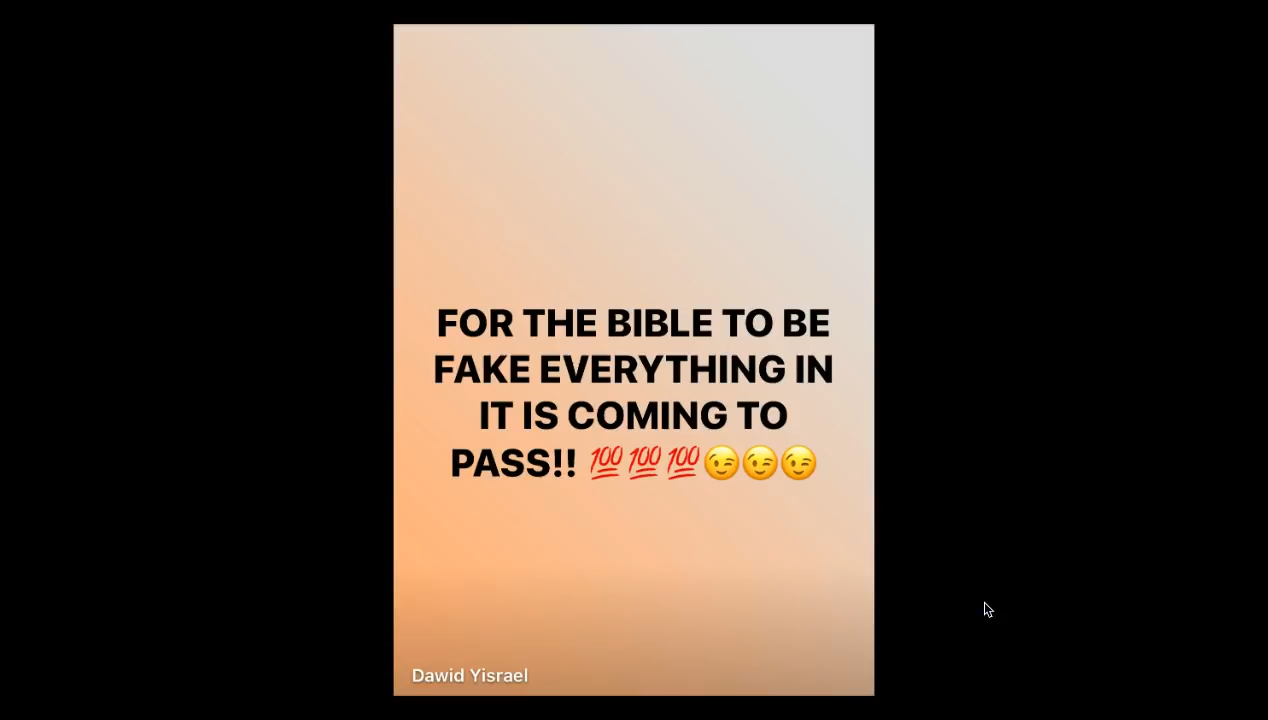 FOR THE BIBLE TO BE
FAKE EVERYTHING IN
IT IS COMING TO
PASS!! 💯💯💯😉😉😉
Dawid Yisrael